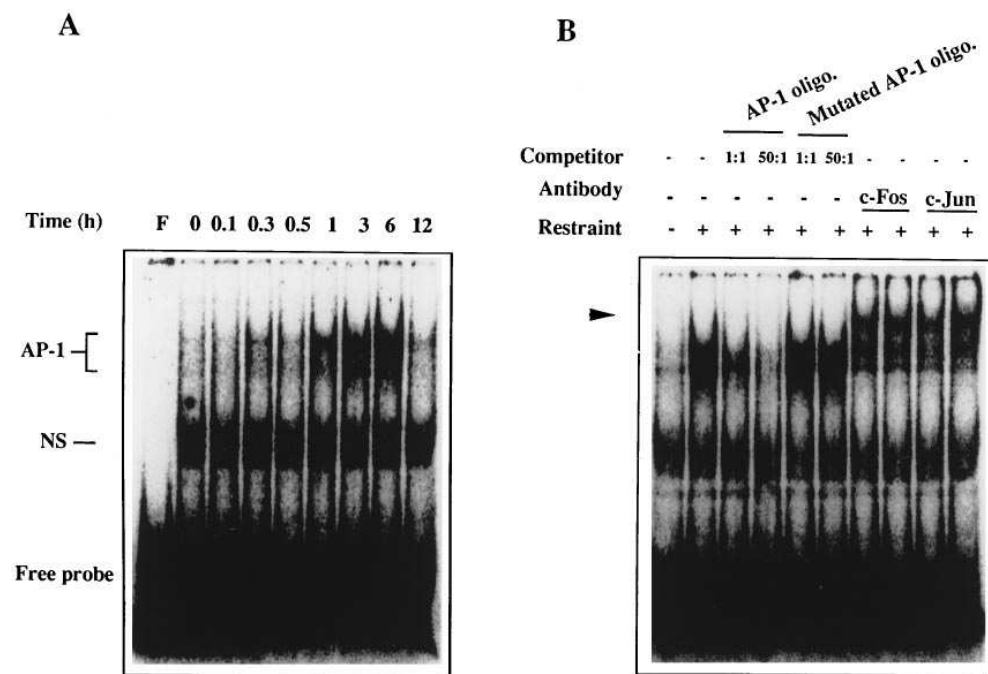 A
Time (h) F 0 0.1 0.3 0.5 1 3 6 12
AP-1
NS
Free probe
B
AP-1 oligo.
Mutated AP-1 oligo.
Competitor - - 1:1 50:1 1:1 50:1 - - - -
Antibody - - - - - - c-Fos c-Jun
Restraint - + + + + + + + + +